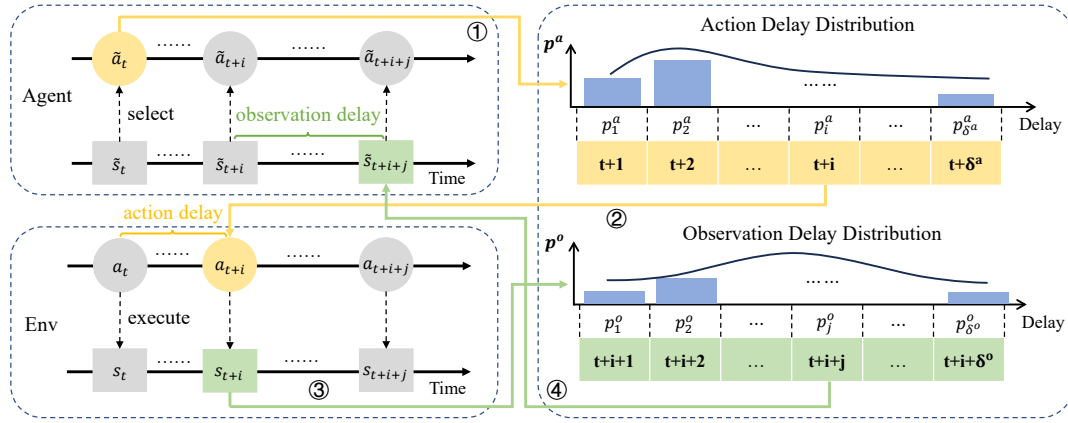 Agent
①
ã_t …… ã_{t+i} …… ã_{t+i+j}
select
observation delay
s̃_t …… s̃_{t+i} …… s̃_{t+i+j}
Time
action delay
②
a_t …… a_{t+i} …… a_{t+i+j}
Env
execute
s_t …… s_{t+i} …… s_{t+i+j}
Time
③
④
Action Delay Distribution
p^a
……
p_1^a p_2^a … p_i^a … p_{δ^a}^a Delay
t+1 t+2 … t+i … t+δ^a
Observation Delay Distribution
p^o
……
p_1^o p_2^o … p_j^o … p_{δ^o}^o Delay
t+i+1 t+i+2 … t+i+j … t+i+δ^o